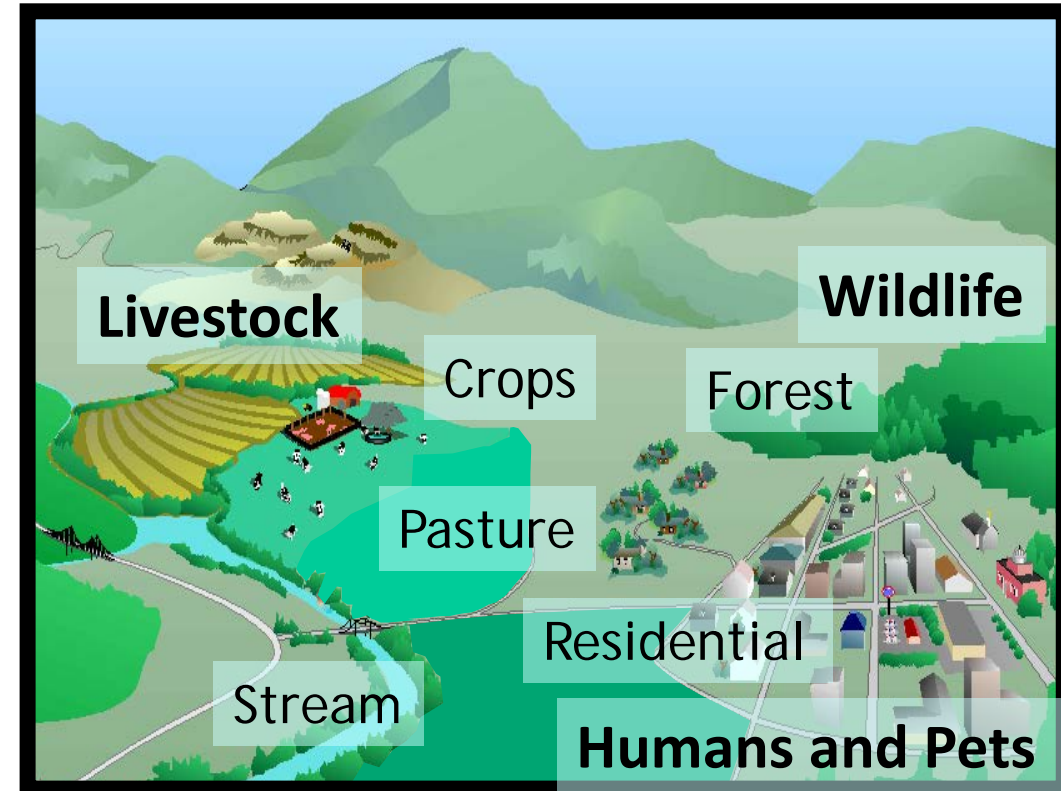 Wildlife
Livestock
Crops
Forest
Pasture
Residential
Stream
Humans and Pets